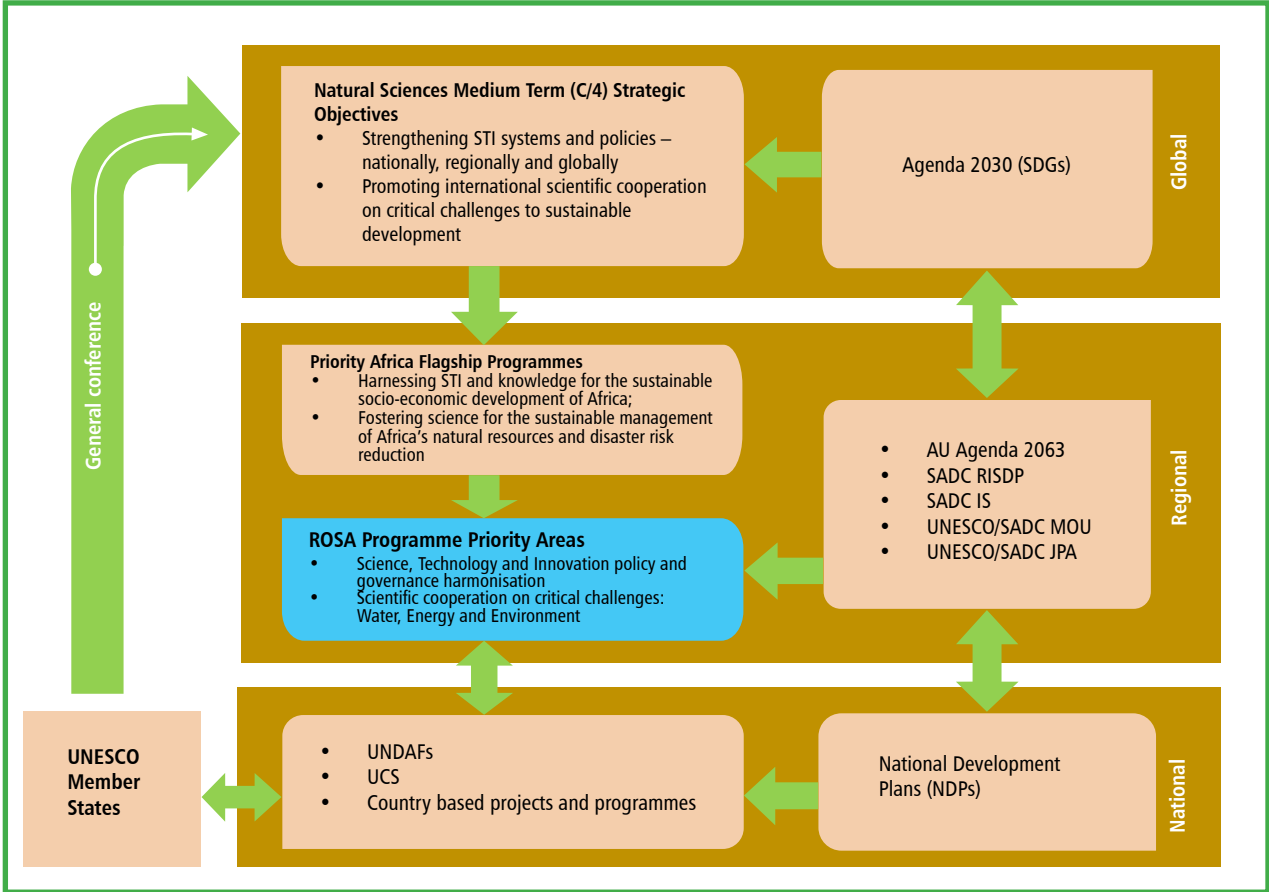 Natural Sciences Medium Term (C/4) Strategic
Objectives
• Strengthening STI systems and policies –
nationally, regionally and globally
• Promoting international scientific cooperation
on critical challenges to sustainable
development
Agenda 2030 (SDGs)
Global
General conference
Priority Africa Flagship Programmes
• Harnessing STI and knowledge for the sustainable
socio-economic development of Africa;
• Fostering science for the sustainable management
of Africa's natural resources and disaster risk
reduction
ROSA Programme Priority Areas
• Science, Technology and Innovation policy and
governance harmonisation
• Scientific cooperation on critical challenges:
Water, Energy and Environment
• AU Agenda 2063
• SADC RISDP
• SADC IS
• UNESCO/SADC MOU
• UNESCO/SADC JPA
Regional
UNESCO
Member
States
• UNDAFs
• UCS
• Country based projects and programmes
National Development
Plans (NDPs)
National